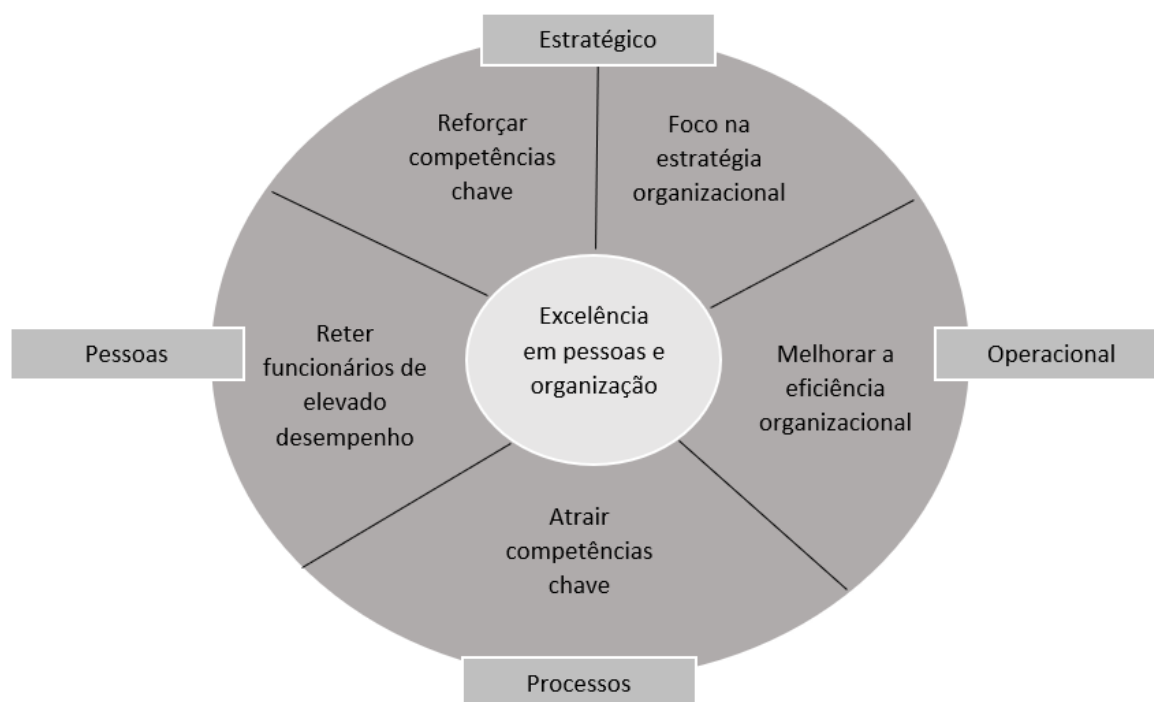 Estratégico
Reforçar
competências
chave
Foco na
estratégia
organizacional
Pessoas
Reter
funcionários de
elevado
desempenho
Excelência
em pessoas e
organização
Melhorar a
eficiência
organizacional
Operacional
Atrair
competências
chave
Processos